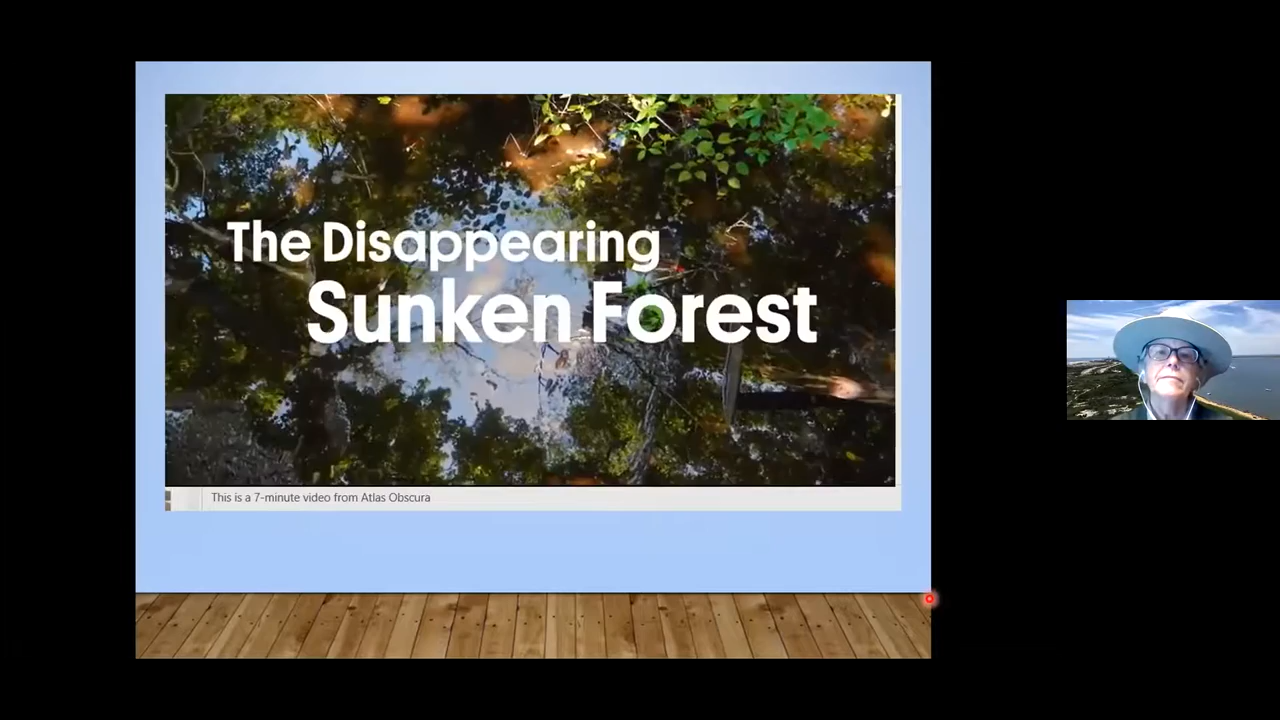 The Disappearing
Sunken Forest
This is a 7-minute video from Atlas Obscura